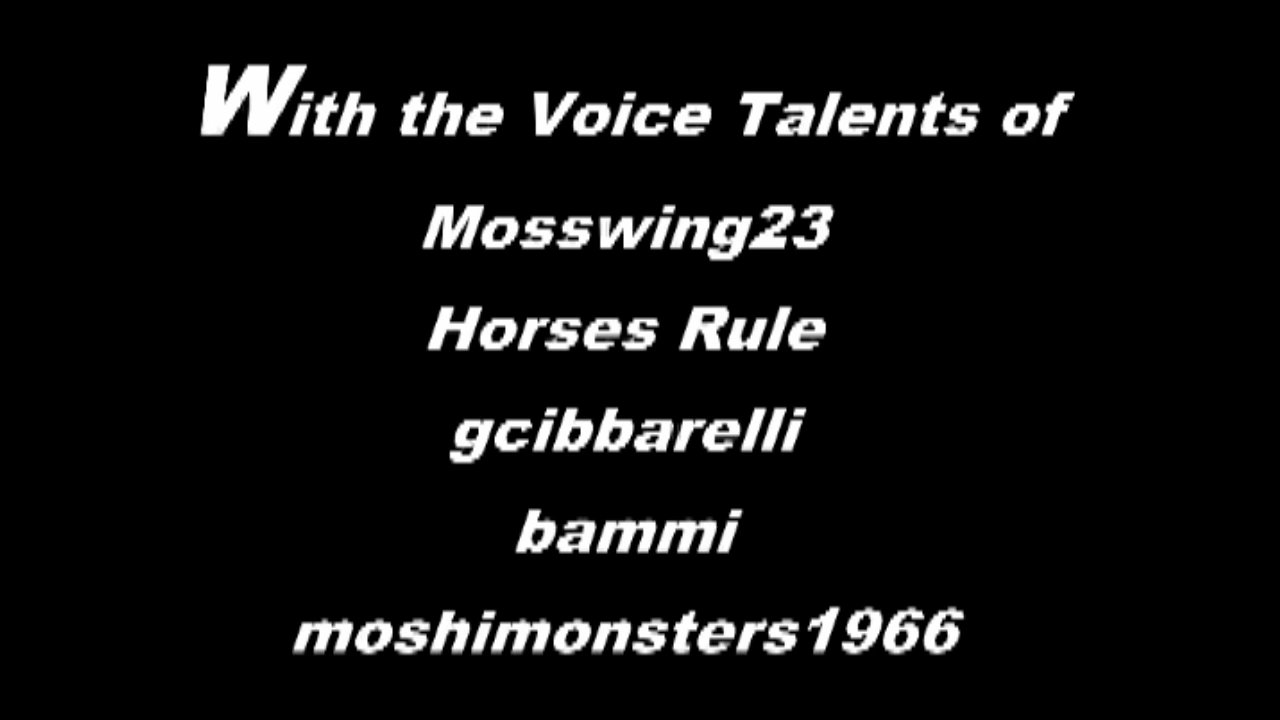 With the Voice Talents of
Mosswing23
Horses Rule
gcibbarelli
bammi
moshimonsters1966